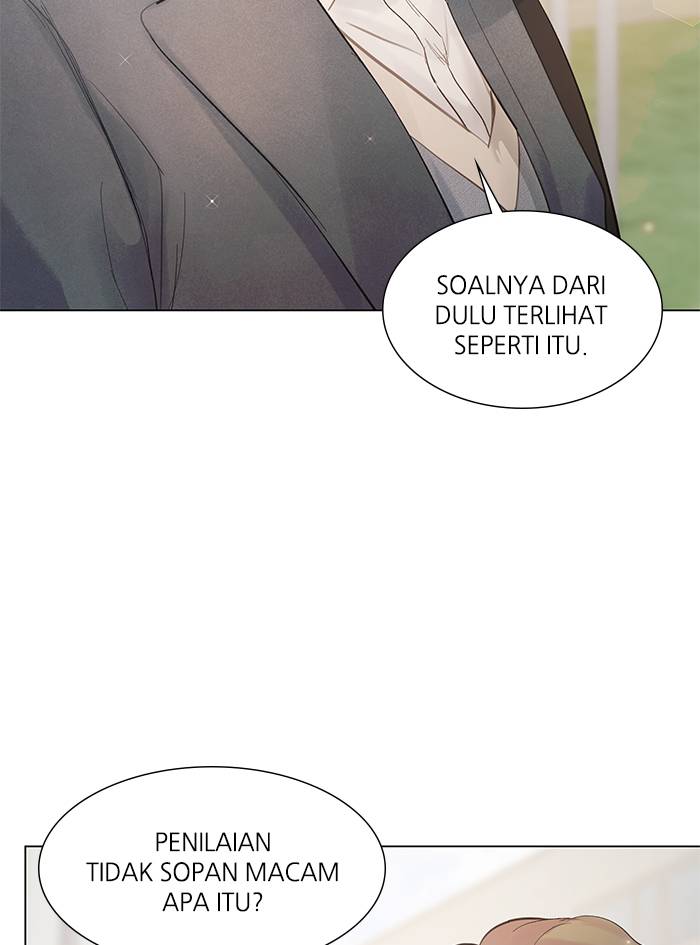 SOALNYA DARI
DULU TERLIHAT
SEPERTI ITU.
PENILAIAN
TIDAK SOPAN MACAM
APA ITU?